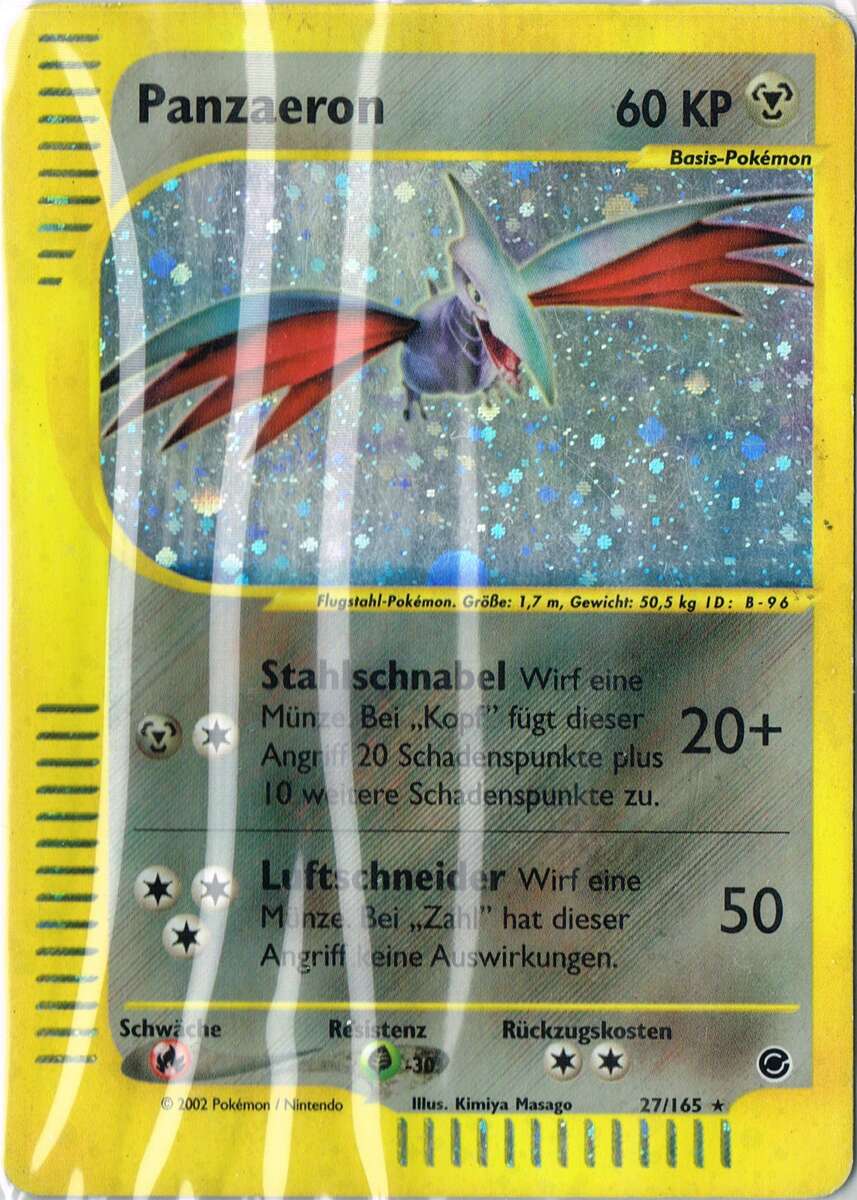 Panzaeron 60 KP
Basis-Pokémon
Flugstahl-Pokémon. Größe: 1,7 m, Gewicht: 50,5 kg ID: B-96
Stahlschnabel Wirf eine
Münze. Bei „Kopf” fügt dieser
Angriff 20 Schadenspunkte plus
10 weitere Schadenspunkte zu.
20+
Luftschneider Wirf eine
Münze. Bei „Zahl” hat dieser
Angriff keine Auswirkungen.
50
Schwäche Resistenz Rückzugskosten
-30
© 2002 Pokémon / Nintendo Illus. Kimiya Masago 27/165 ★